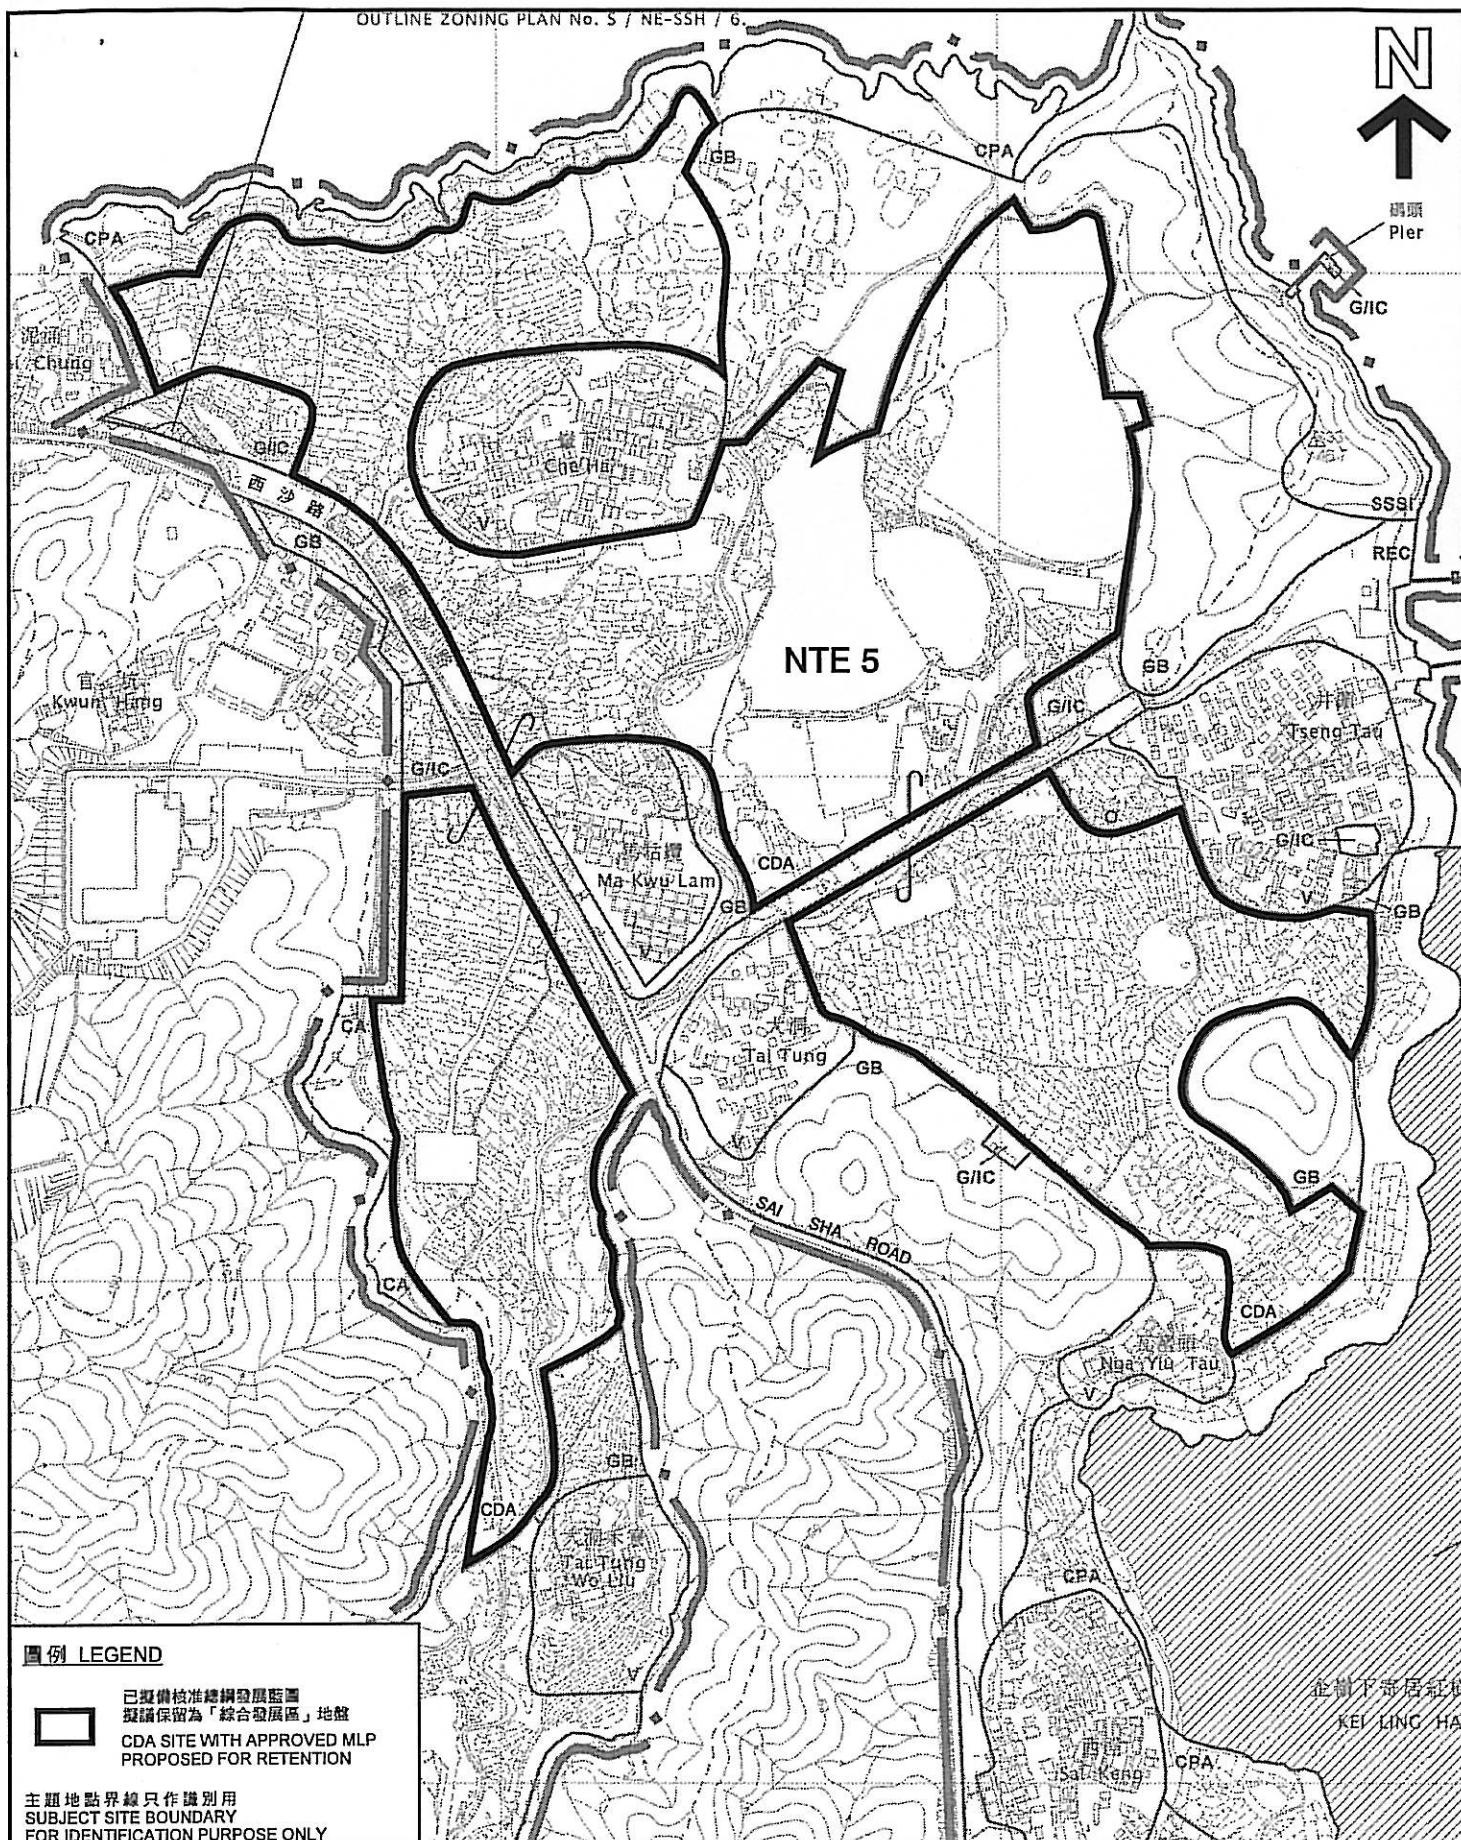 OUTLINE ZONING PLAN No. S / NE-SSH / 6.
N
GB
CPA
碼頭
Pier
G/IC
CPA
Chung
G/IC
Che Ha
V
西沙路
GB
SSSI
REC
NTE 5
官坑
Kwun Hang
GB
G/IC
井頭
Tseng Tau
G/IC
O
G/IC
馬牯纜
Ma Kwu Lam
CDA
GB
V
V
GB
CA
大洞
Tai Tung
GB
V
G/IC
GB
SAI SHA ROAD
CA
CDA
瓦窰頭
Nga Yiu Tau
V
GB
CDA
大洞禾寮
Tai Tung
Wo Liu
V
CPA
企嶺下
KEI LING HA
西徑
Sai Keng
CPA
圖例 LEGEND
已擬備核准總綱發展藍圖
擬議保留為「綜合發展區」地盤
CDA SITE WITH APPROVED MLP
PROPOSED FOR RETENTION
主題地點界線只作識別用
SUBJECT SITE BOUNDARY
FOR IDENTIFICATION PURPOSE ONLY